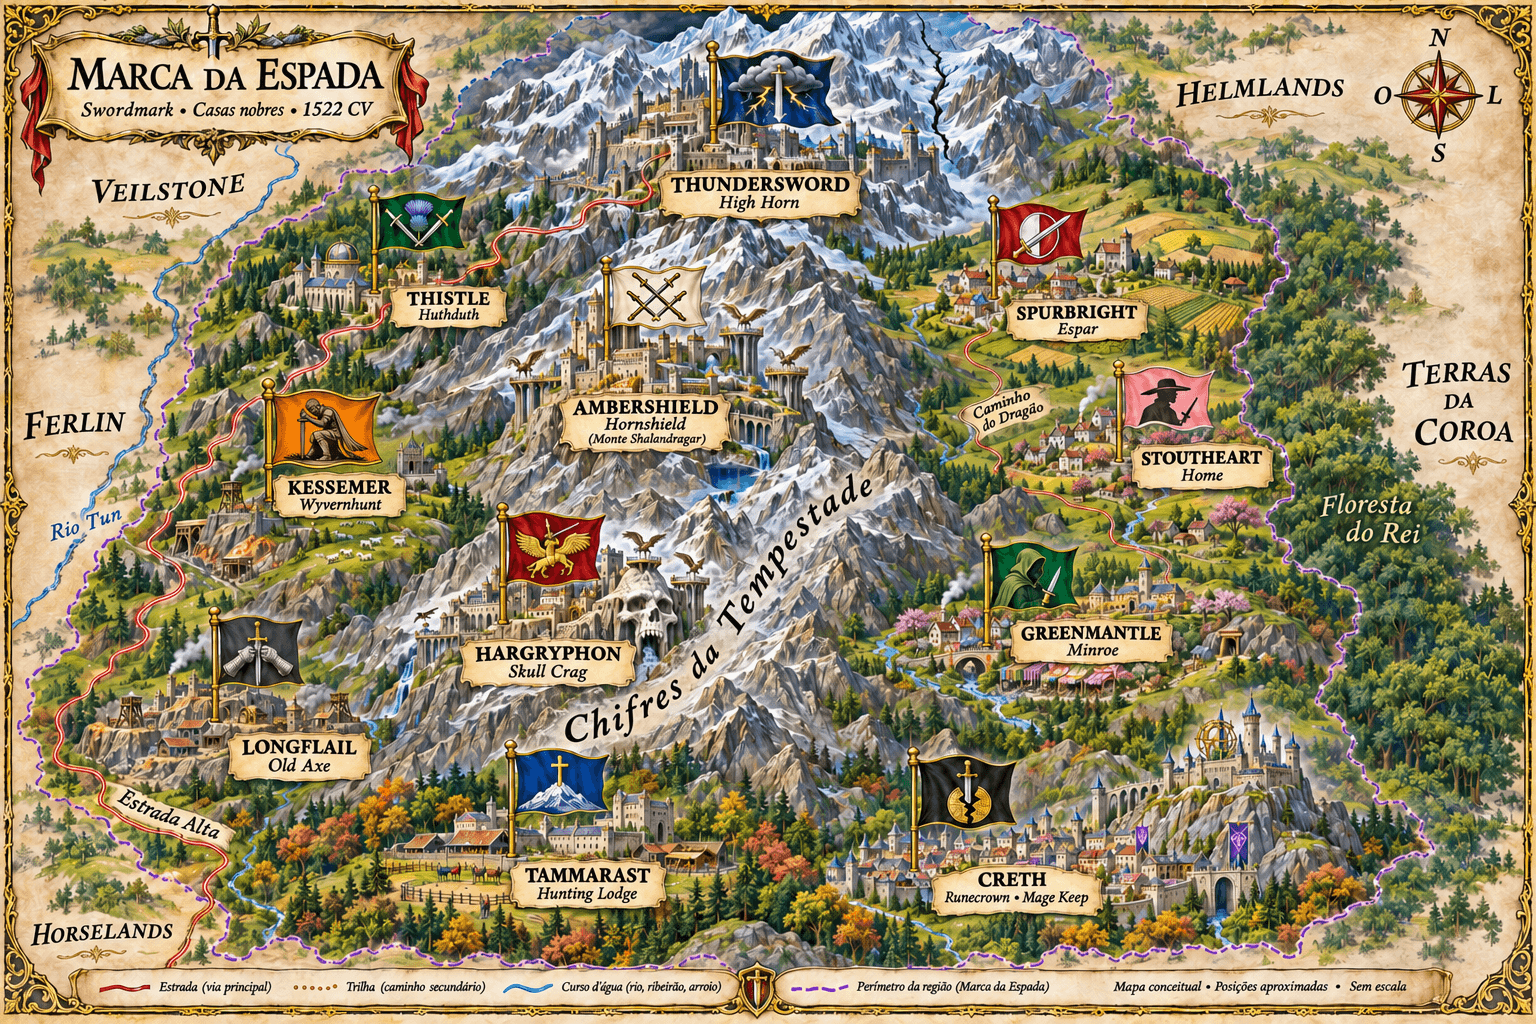 MARCA DA ESPADA
Swordmark • Casas nobres • 1522 CV
N
O
L
S
HELMLANDS
VEILSTONE
THUNDERSWORD
High Horn
THISTLE
Huthduth
SPURBRIGHT
Espar
AMBERSHIELD
Hornshield
(Monte Shalandragar)
Caminho
do Dragão
TERRAS
DA
COROA
FERLIN
STOUTHEART
Home
KESSEMER
Wyvernhunt
Rio Tun
Floresta
do Rei
Chifres da Tempestade
HARGRYPHON
Skull Crag
GREENMANTLE
Minroe
LONGFLAIL
Old Axe
Estrada Alta
TAMMARAST
Hunting Lodge
CRETH
Runecrown • Mage Keep
HORSELANDS
Estrada (via principal)
Trilha (caminho secundário)
Curso d'água (rio, ribeirão, arroio)
Perímetro da região (Marca da Espada)
Mapa conceitual • Posições aproximadas • Sem escala